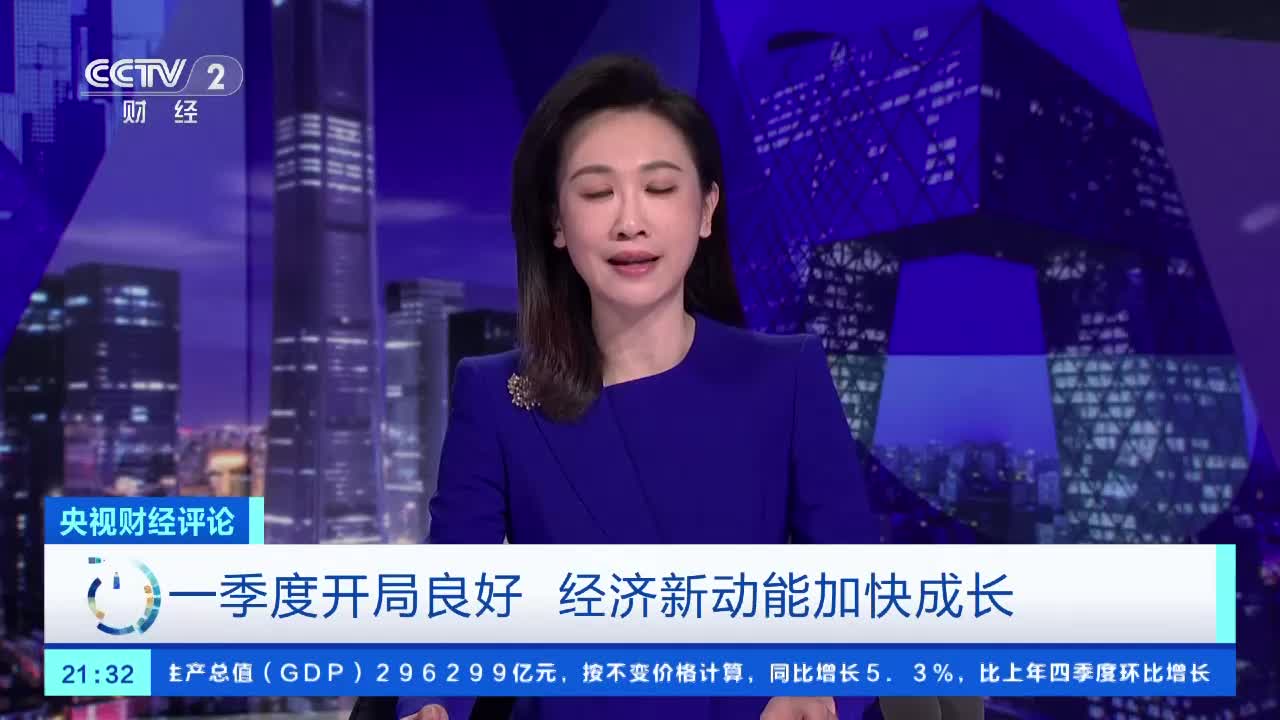 CCTV 2
财经
央视财经评论
一季度开局良好 经济新动能加快成长
21:32
生产总值(GDP)296299亿元，按不变价格计算，同比增长5.3%，比上年四季度环比增长